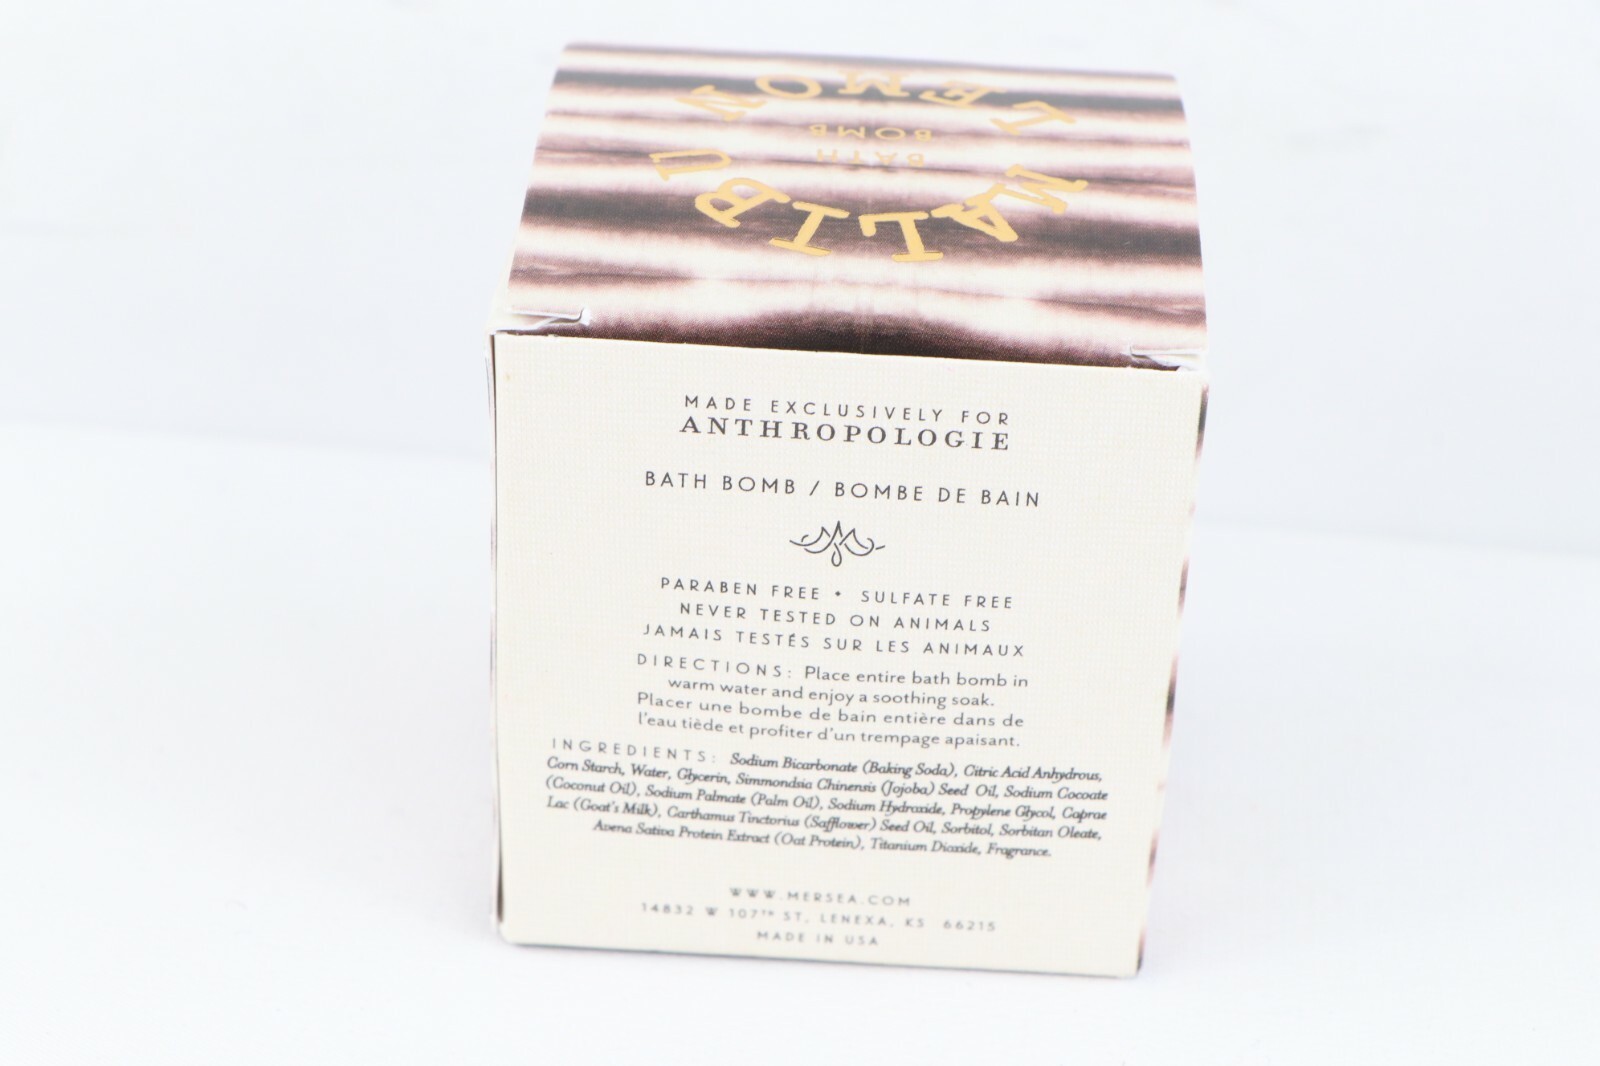 MALIBU
LEMON
BATH
BOMB
MADE EXCLUSIVELY FOR
ANTHROPOLOGIE
BATH BOMB / BOMBE DE BAIN
PARABEN FREE • SULFATE FREE
NEVER TESTED ON ANIMALS
JAMAIS TESTÉS SUR LES ANIMAUX
DIRECTIONS: Place entire bath bomb in
warm water and enjoy a soothing soak.
Placer une bombe de bain entière dans de
l'eau tiède et profiter d'un trempage apaisant.
INGREDIENTS: Sodium Bicarbonate (Baking Soda), Citric Acid Anhydrous,
Corn Starch, Water, Glycerin, Simmondsia Chinensis (Jojoba) Seed Oil, Sodium Cocoate
(Coconut Oil), Sodium Palmate (Palm Oil), Sodium Hydroxide, Propylene Glycol, Caprae
Lac (Goat's Milk), Carthamus Tinctorius (Safflower) Seed Oil, Sorbitol, Sorbitan Oleate,
Avena Sativa Protein Extract (Oat Protein), Titanium Dioxide, Fragrance.
WWW.MERSEA.COM
14832 W 107TH ST, LENEXA, KS 66215
MADE IN USA